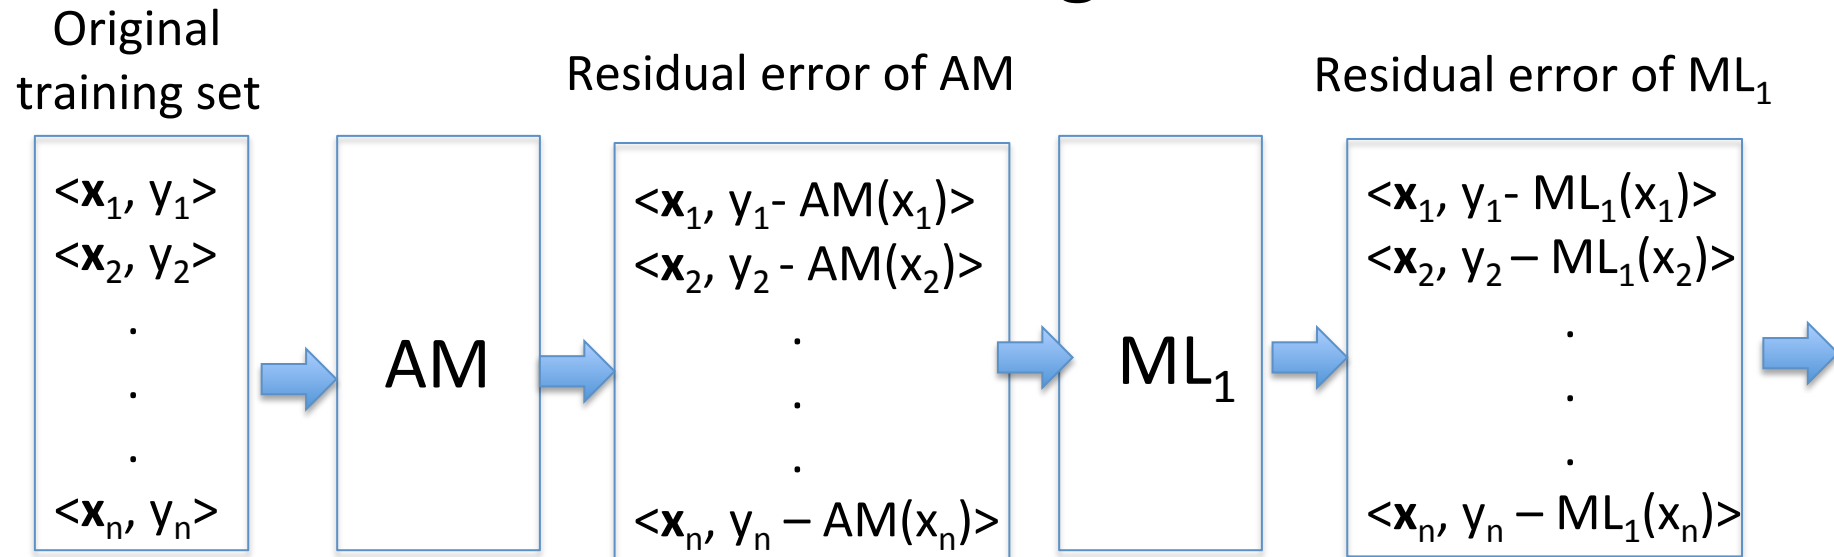 Original
training set
Residual error of AM
Residual error of ML₁
<x₁, y₁>
<x₂, y₂>
.
.
.
<xₙ, yₙ>
AM
<x₁, y₁- AM(x₁)>
<x₂, y₂ - AM(x₂)>
.
.
.
<xₙ, yₙ – AM(xₙ)>
ML₁
<x₁, y₁- ML₁(x₁)>
<x₂, y₂ – ML₁(x₂)>
.
.
.
<xₙ, yₙ – ML₁(xₙ)>